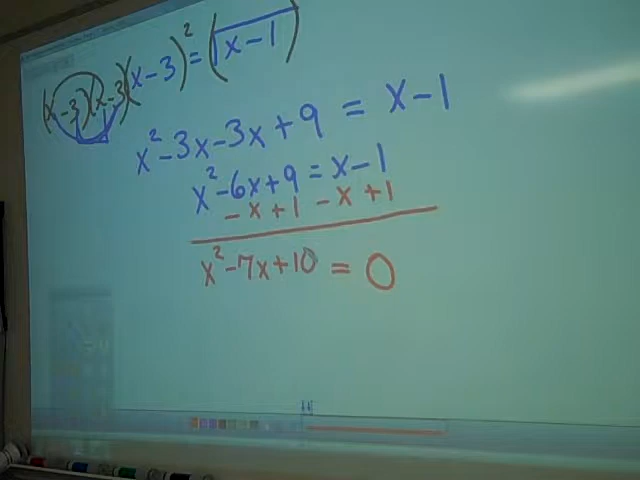 (x-3)(x-3)(x-3)² = (√x-1)
x²-3x-3x+9 = x-1
x²-6x+9 = x-1
-x+1 -x+1
x²-7x+10 = 0